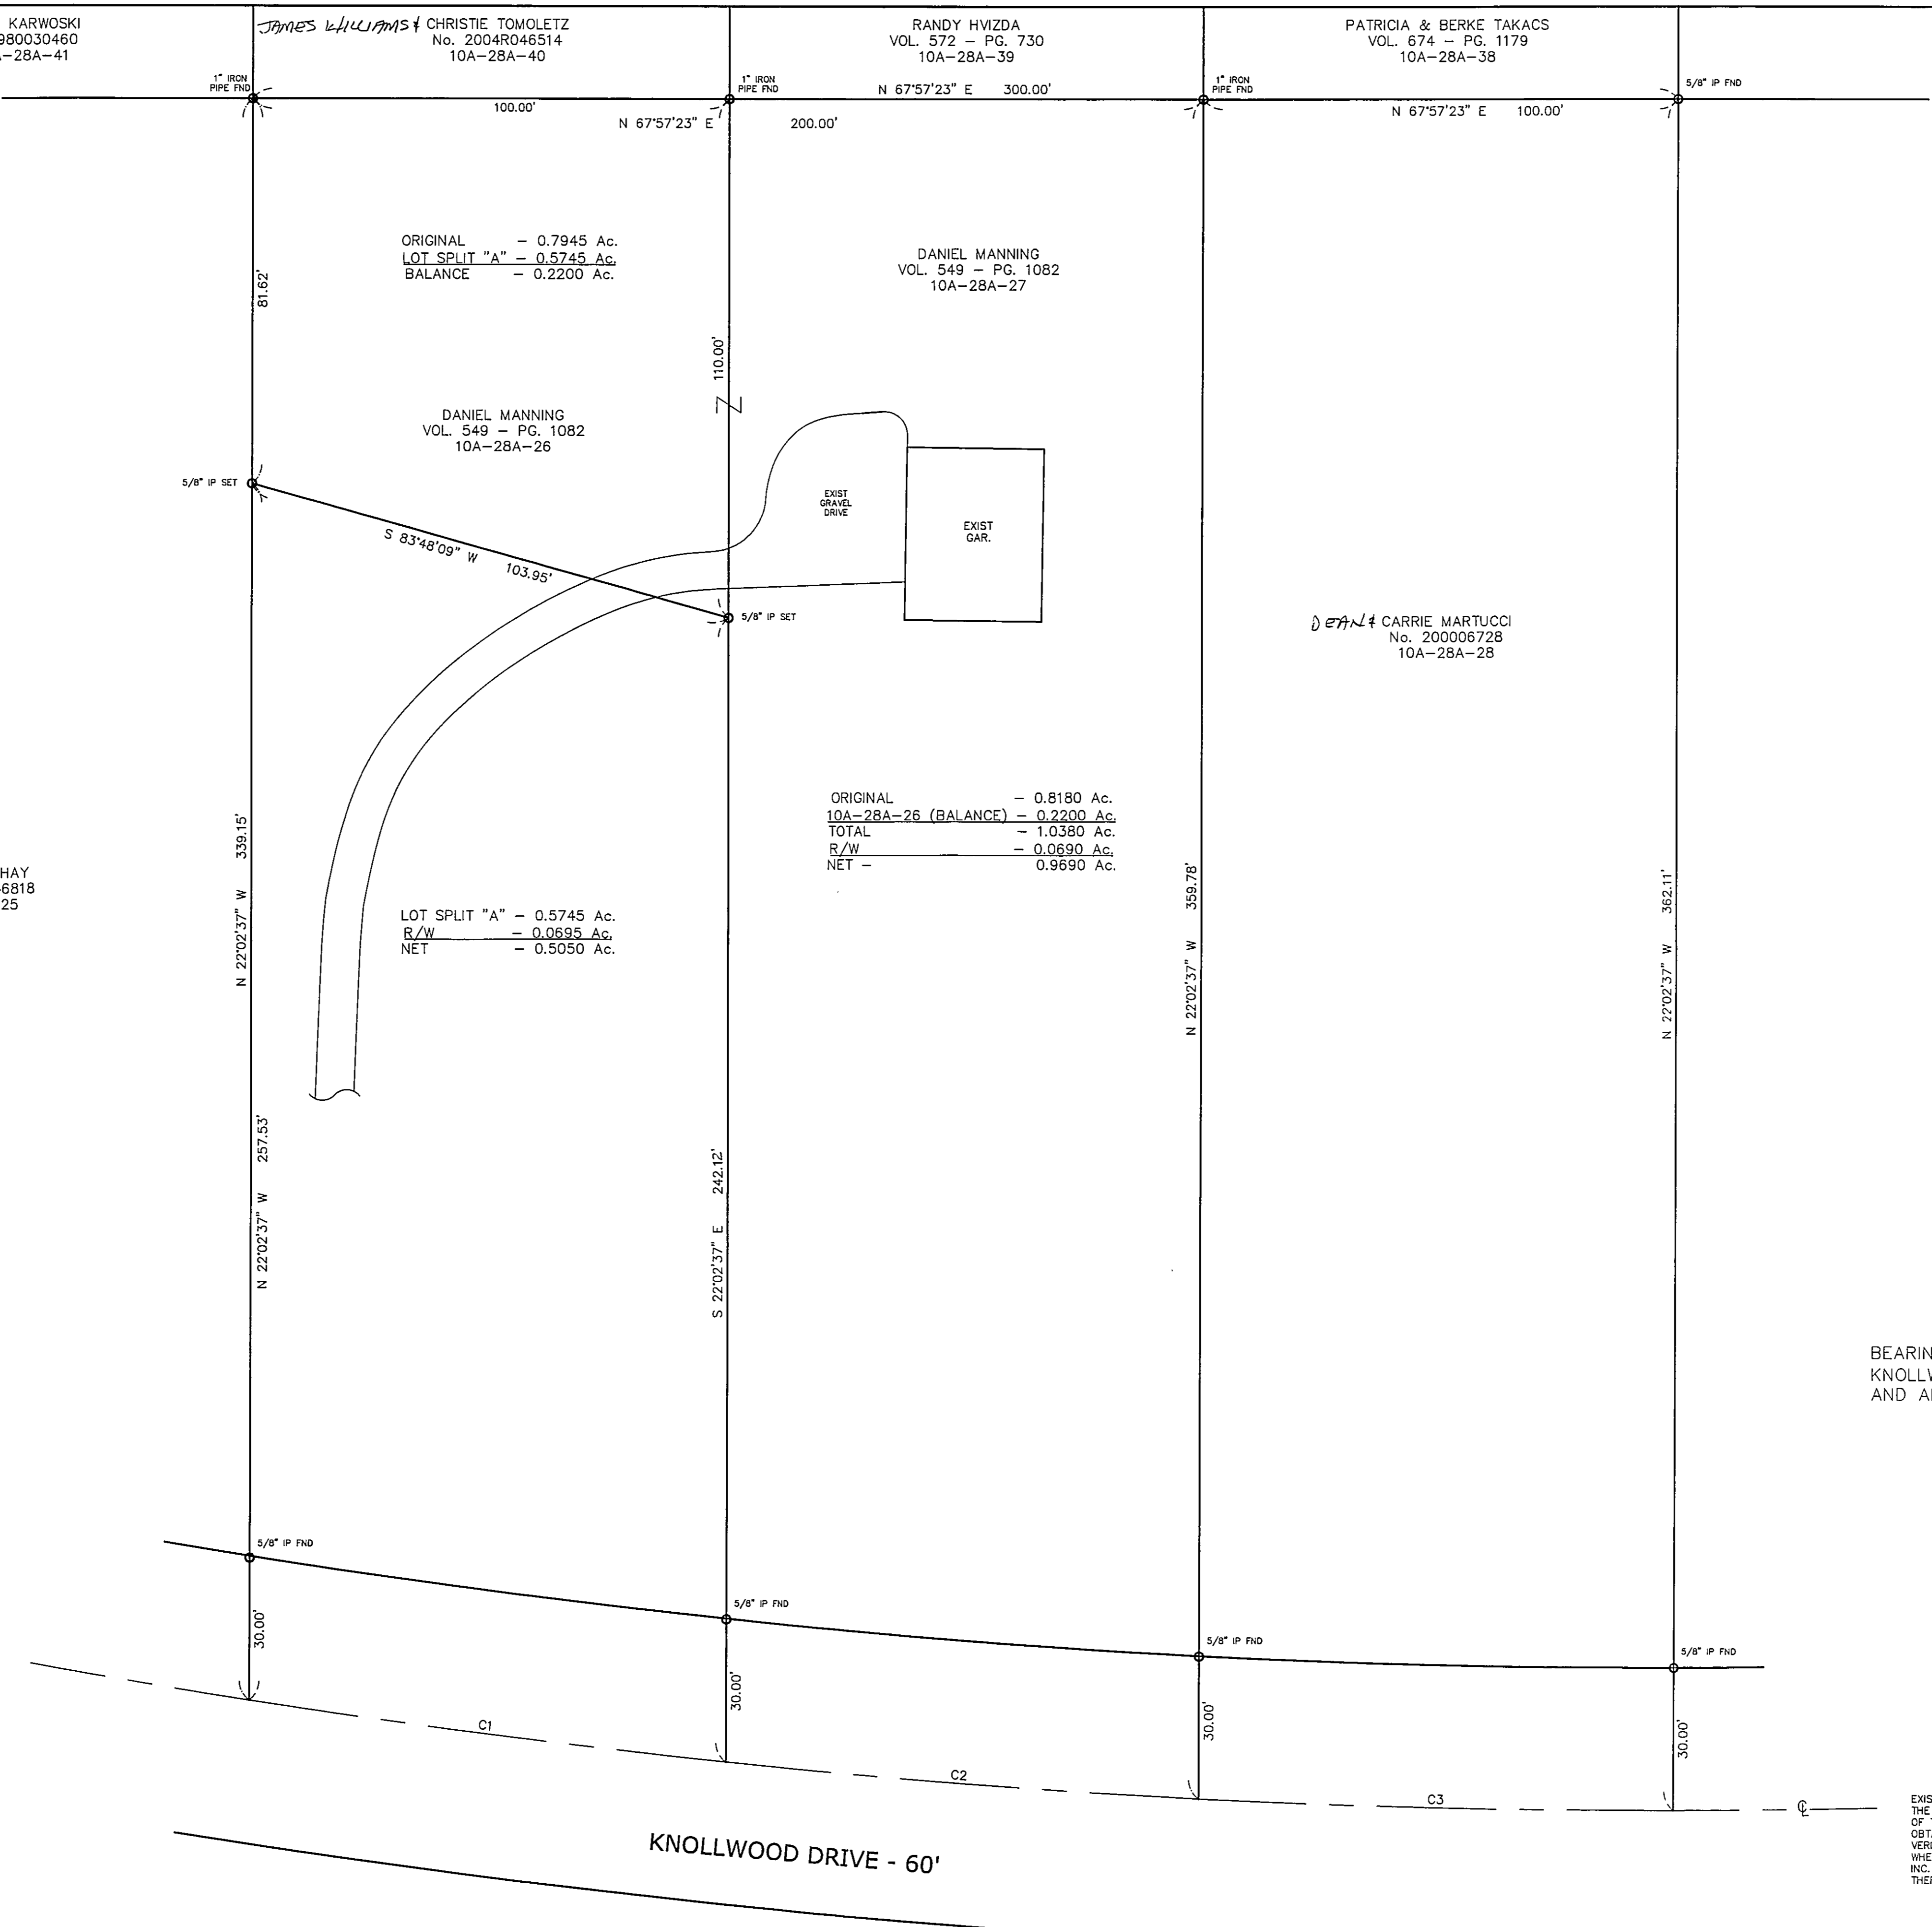 KARWOSKI
980030460
-28A-41
JAMES WILLIAMS & CHRISTIE TOMOLETZ
No. 2004R046514
10A-28A-40
RANDY HVIZDA
VOL. 572 - PG. 730
10A-28A-39
PATRICIA & BERKE TAKACS
VOL. 674 - PG. 1179
10A-28A-38
1" IRON
PIPE FND
1" IRON
PIPE FND
1" IRON
PIPE FND
5/8" IP FND
100.00'
N 67°57'23" E 300.00'
N 67°57'23" E 200.00'
N 67°57'23" E 100.00'
ORIGINAL - 0.7945 Ac.
LOT SPLIT "A" - 0.5745 Ac.
BALANCE - 0.2200 Ac.
DANIEL MANNING
VOL. 549 - PG. 1082
10A-28A-27
81.62'
110.00'
DANIEL MANNING
VOL. 549 - PG. 1082
10A-28A-26
5/8" IP SET
S 83°48'09" W 103.95'
EXIST
GRAVEL
DRIVE
EXIST
GAR.
5/8" IP SET
DEAN & CARRIE MARTUCCI
No. 200006728
10A-28A-28
ORIGINAL - 0.8180 Ac.
10A-28A-26 (BALANCE) - 0.2200 Ac.
TOTAL - 1.0380 Ac.
R/W - 0.0690 Ac.
NET - 0.9690 Ac.
HAY
6818
25
N 22°02'37" W 339.15'
LOT SPLIT "A" - 0.5745 Ac.
R/W - 0.0695 Ac.
NET - 0.5050 Ac.
N 22°02'37" W 359.78'
N 22°02'37" W 362.11'
N 22°02'37" W 257.53'
S 22°02'37" E 242.12'
BEARIN
KNOLLW
AND A
5/8" IP FND
5/8" IP FND
5/8" IP FND
5/8" IP FND
30.00'
30.00'
30.00'
30.00'
C1
C2
C3
℄
KNOLLWOOD DRIVE - 60'
EXIS
THE
OF
OBT
VER
WHE
INC.
THE